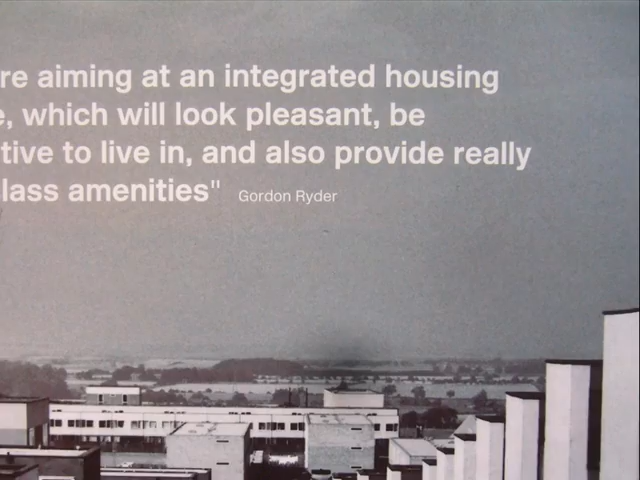 re aiming at an integrated housing
e, which will look pleasant, be
tive to live in, and also provide really
lass amenities" Gordon Ryder